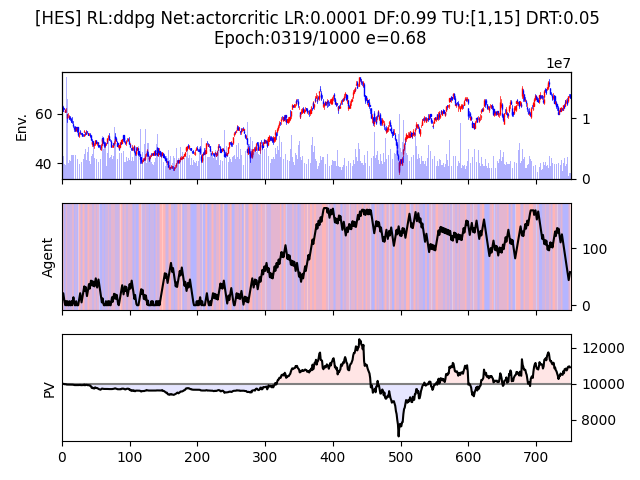 [HES] RL:ddpg Net:actorcritic LR:0.0001 DF:0.99 TU:[1,15] DRT:0.05
Epoch:0319/1000 e=0.68
1e7
Env.
60
40
1
0
Agent
100
0
PV
12000
10000
8000
0 100 200 300 400 500 600 700